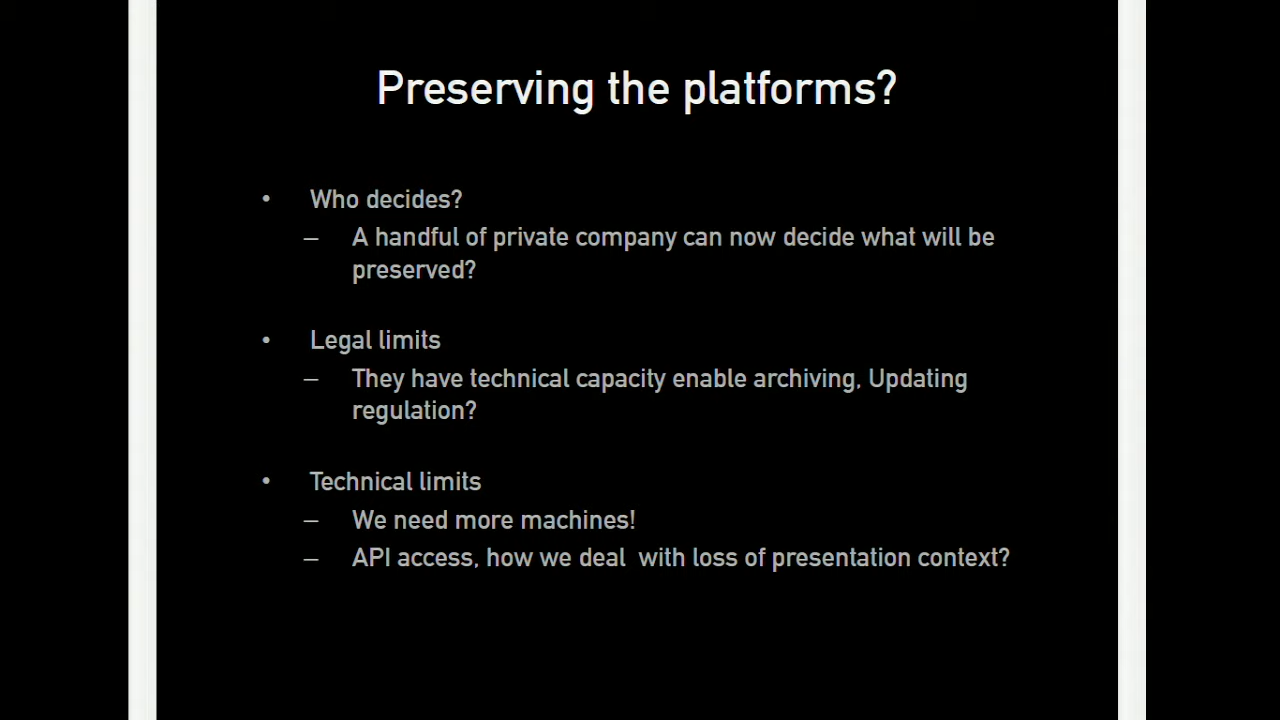 Preserving the platforms?
• Who decides?
– A handful of private company can now decide what will be
preserved?
• Legal limits
– They have technical capacity enable archiving, Updating
regulation?
• Technical limits
– We need more machines!
– API access, how we deal  with loss of presentation context?